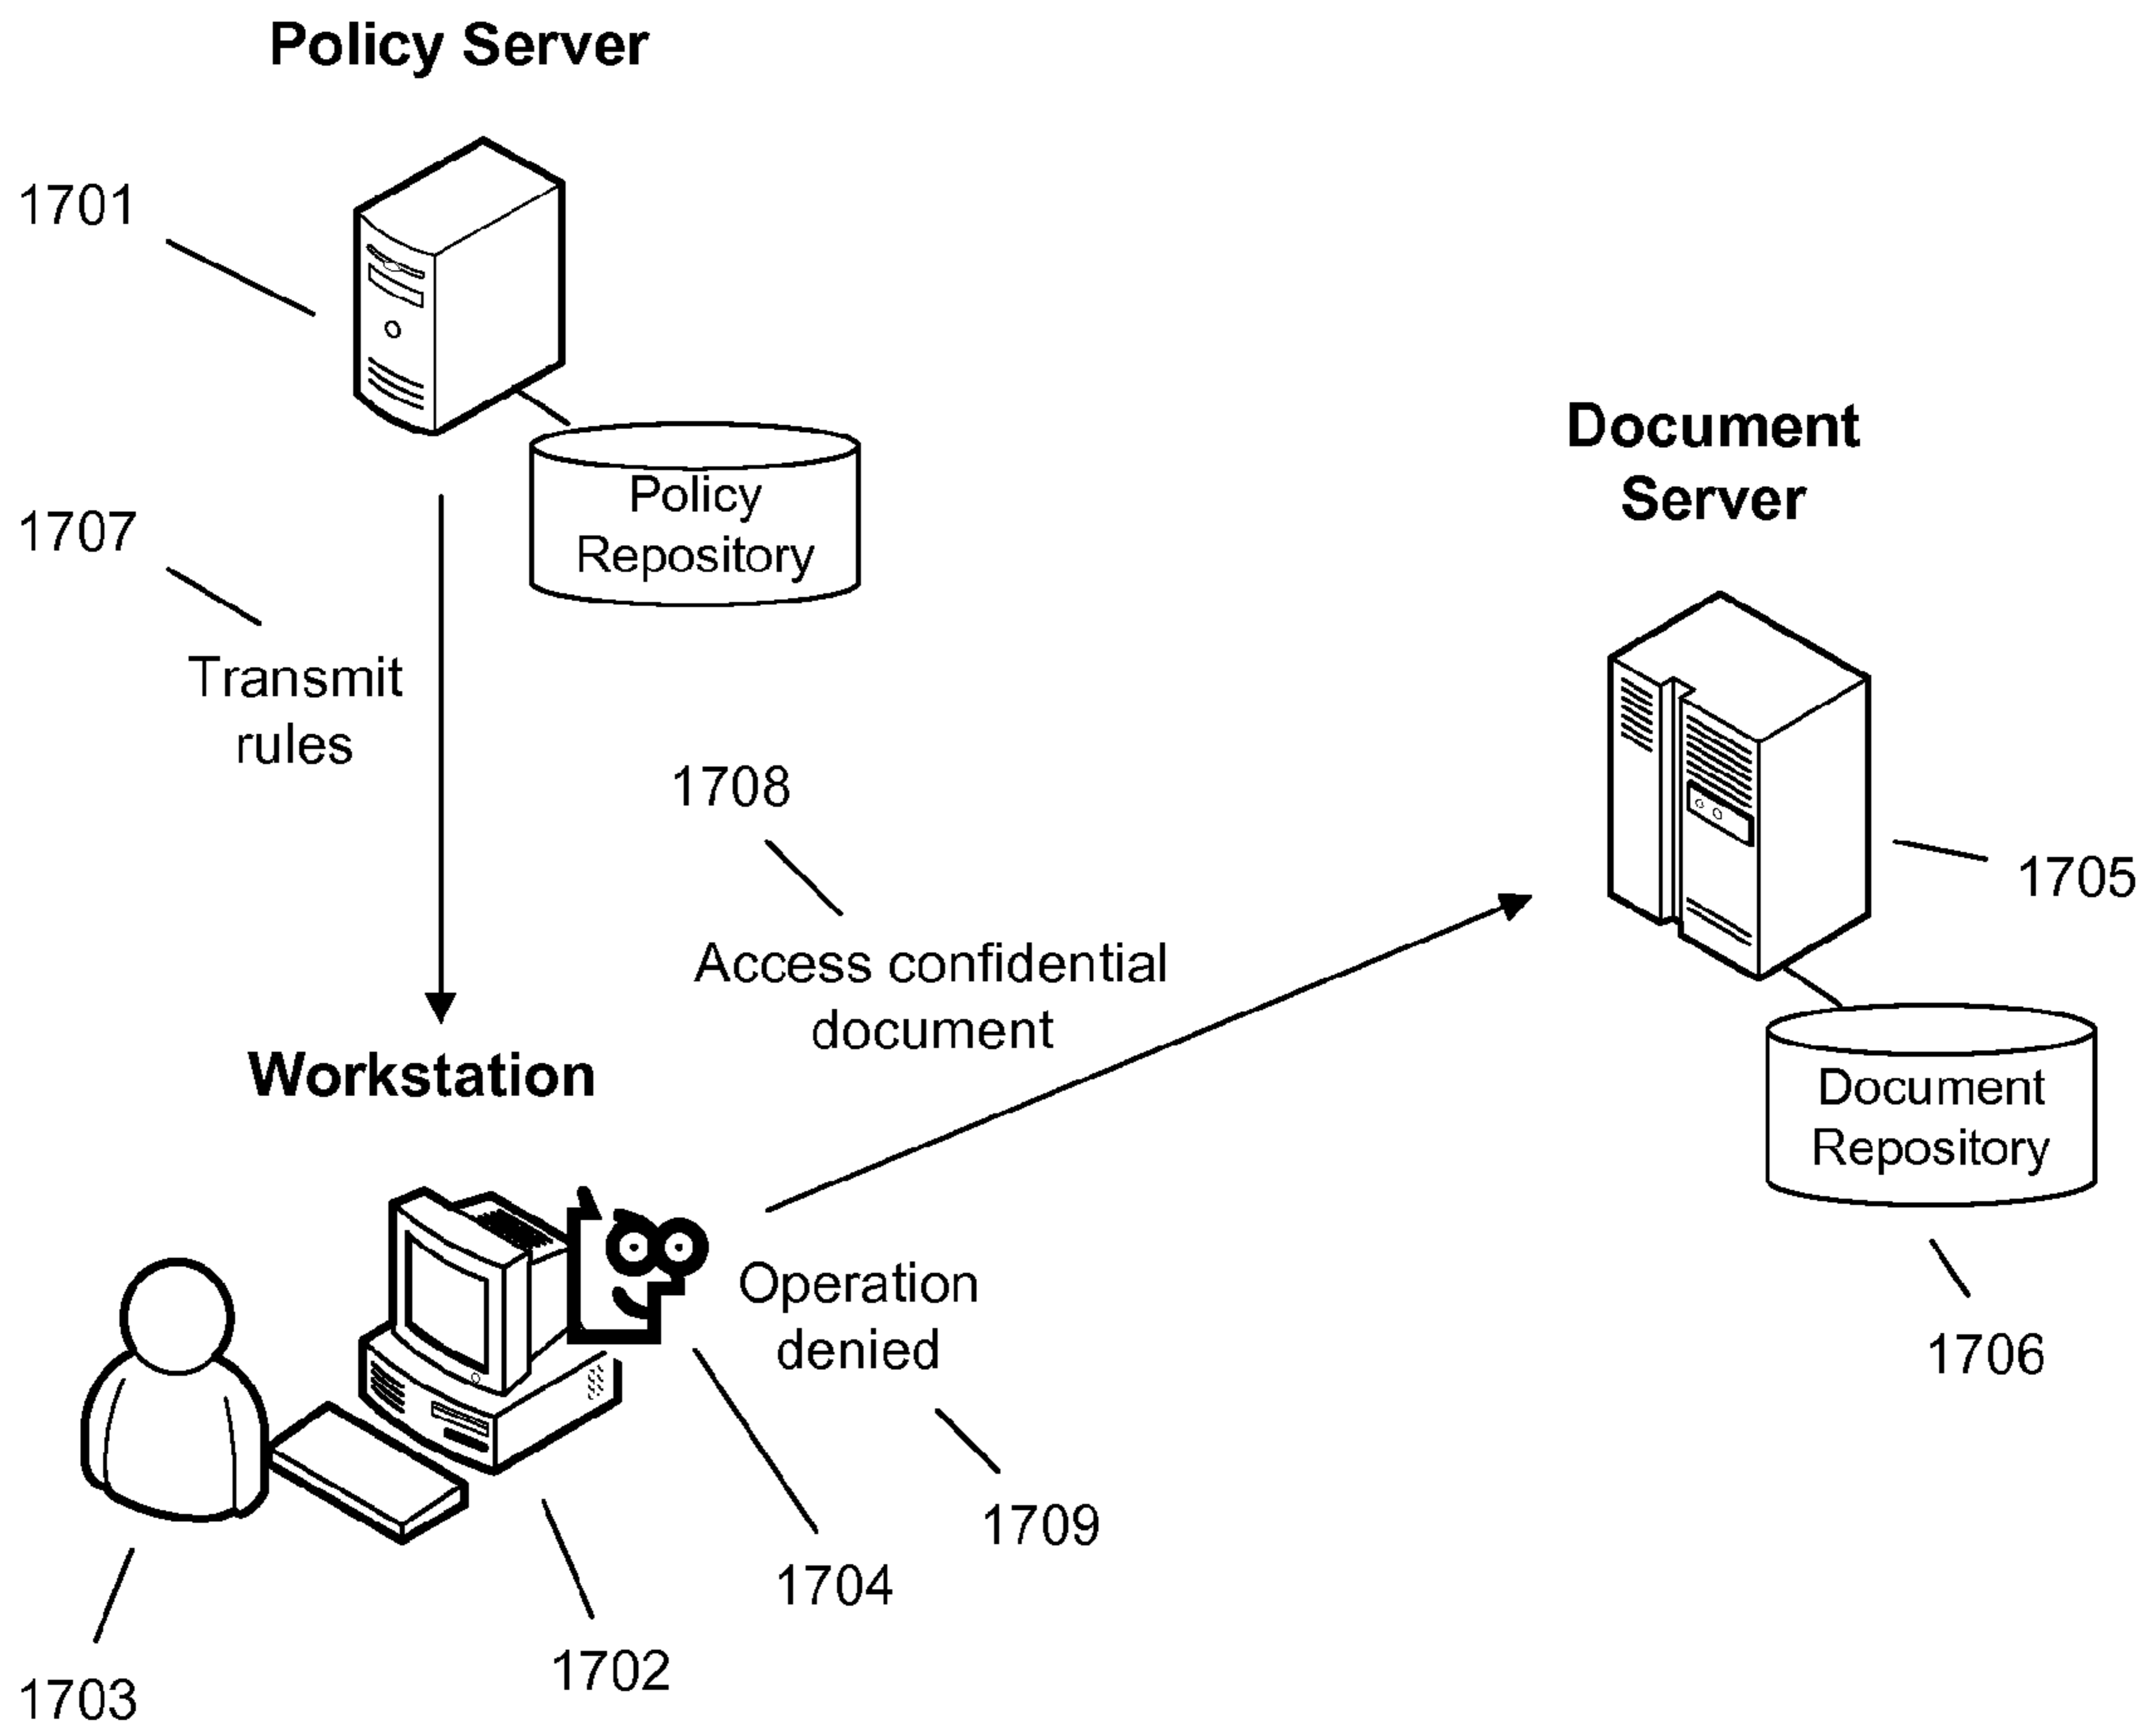 Policy Server
1701
Policy
Repository
1707
Transmit
rules
Document
Server
1708
1705
Access confidential
document
Workstation
Document
Repository
Operation
denied
1706
1709
1704
1702
1703